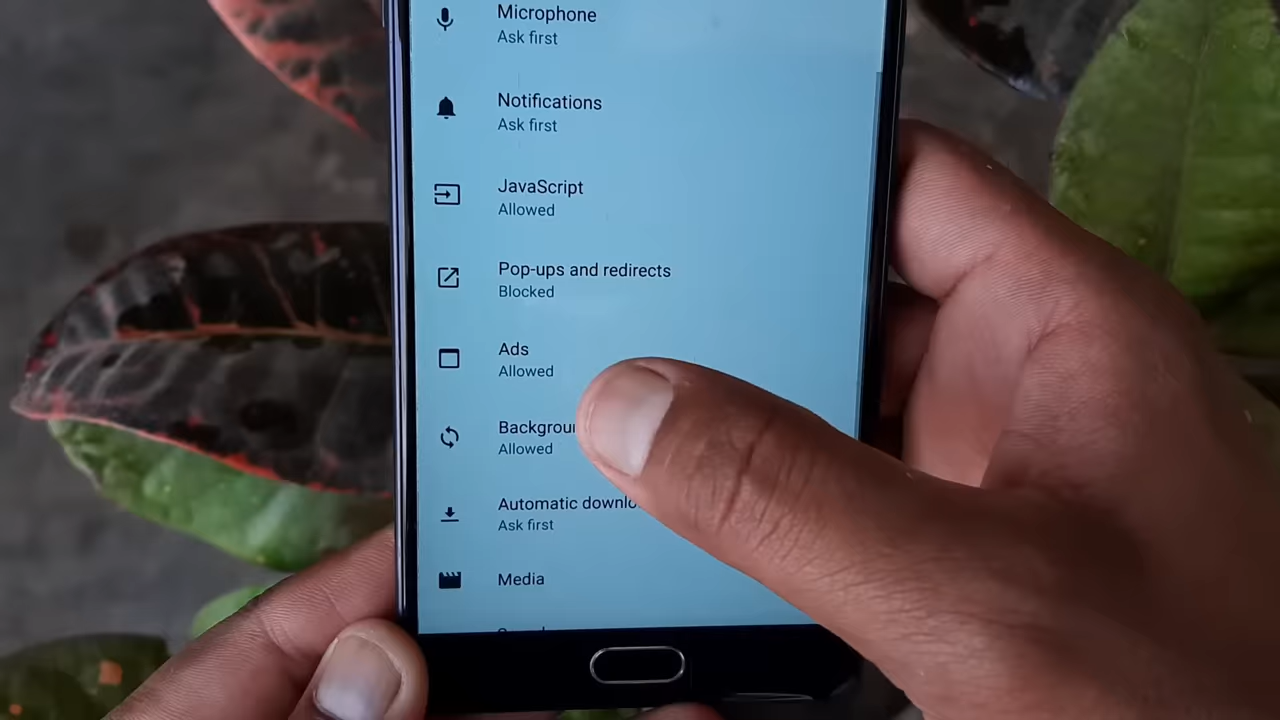 Microphone
Ask first
Notifications
Ask first
JavaScript
Allowed
Pop-ups and redirects
Blocked
Ads
Allowed
Allowed
Automatic
Ask first
Media